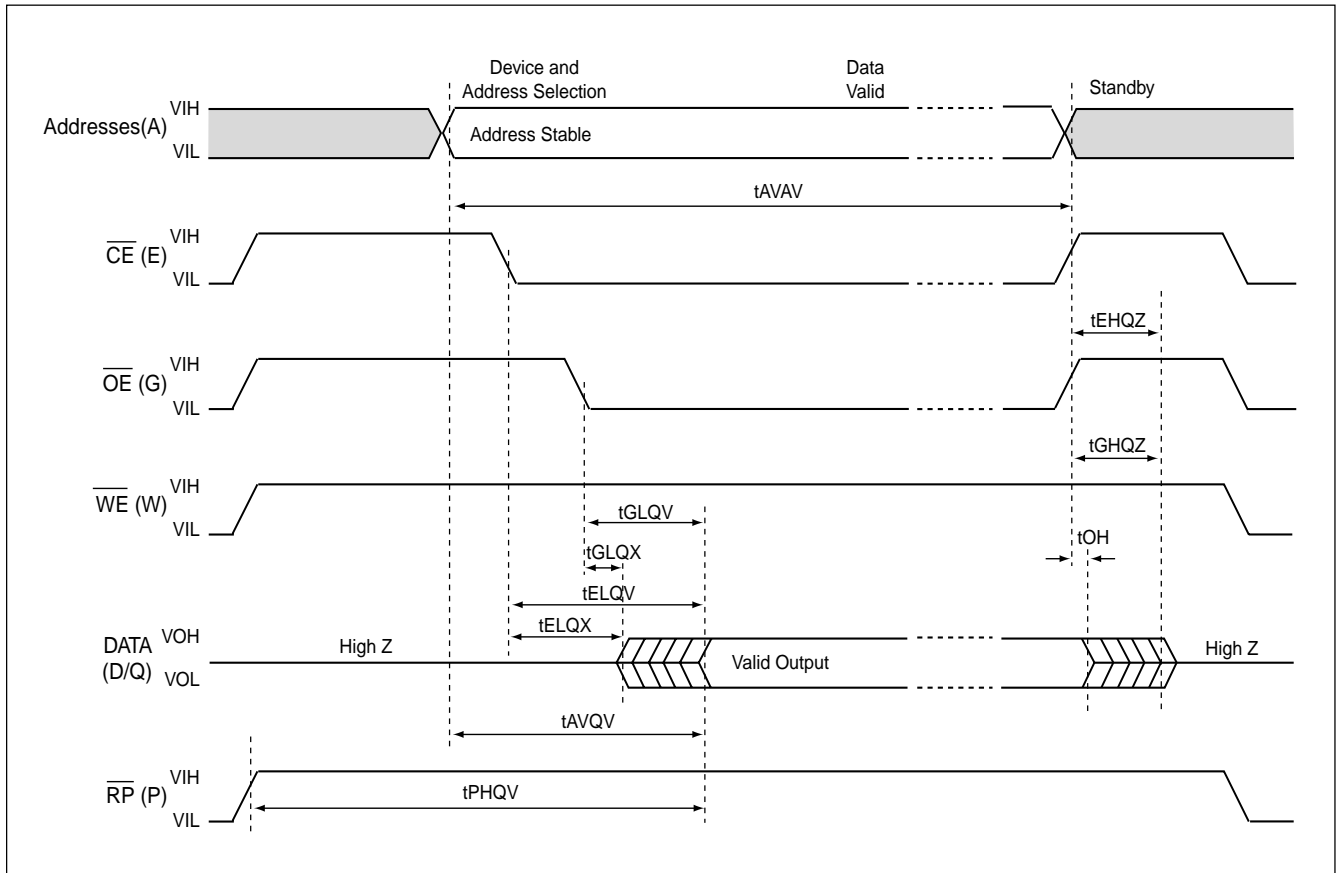 Device and
Address Selection
Data
Valid
Standby
Addresses(A)
VIH
VIL
Address Stable
tAVAV
CE (E)
VIH
VIL
tEHQZ
OE (G)
VIH
VIL
tGHQZ
WE (W)
VIH
VIL
tGLQV
tOH
tGLQX
tELQV
tELQX
DATA
(D/Q)
VOH
VOL
High Z
Valid Output
High Z
tAVQV
RP (P)
VIH
VIL
tPHQV